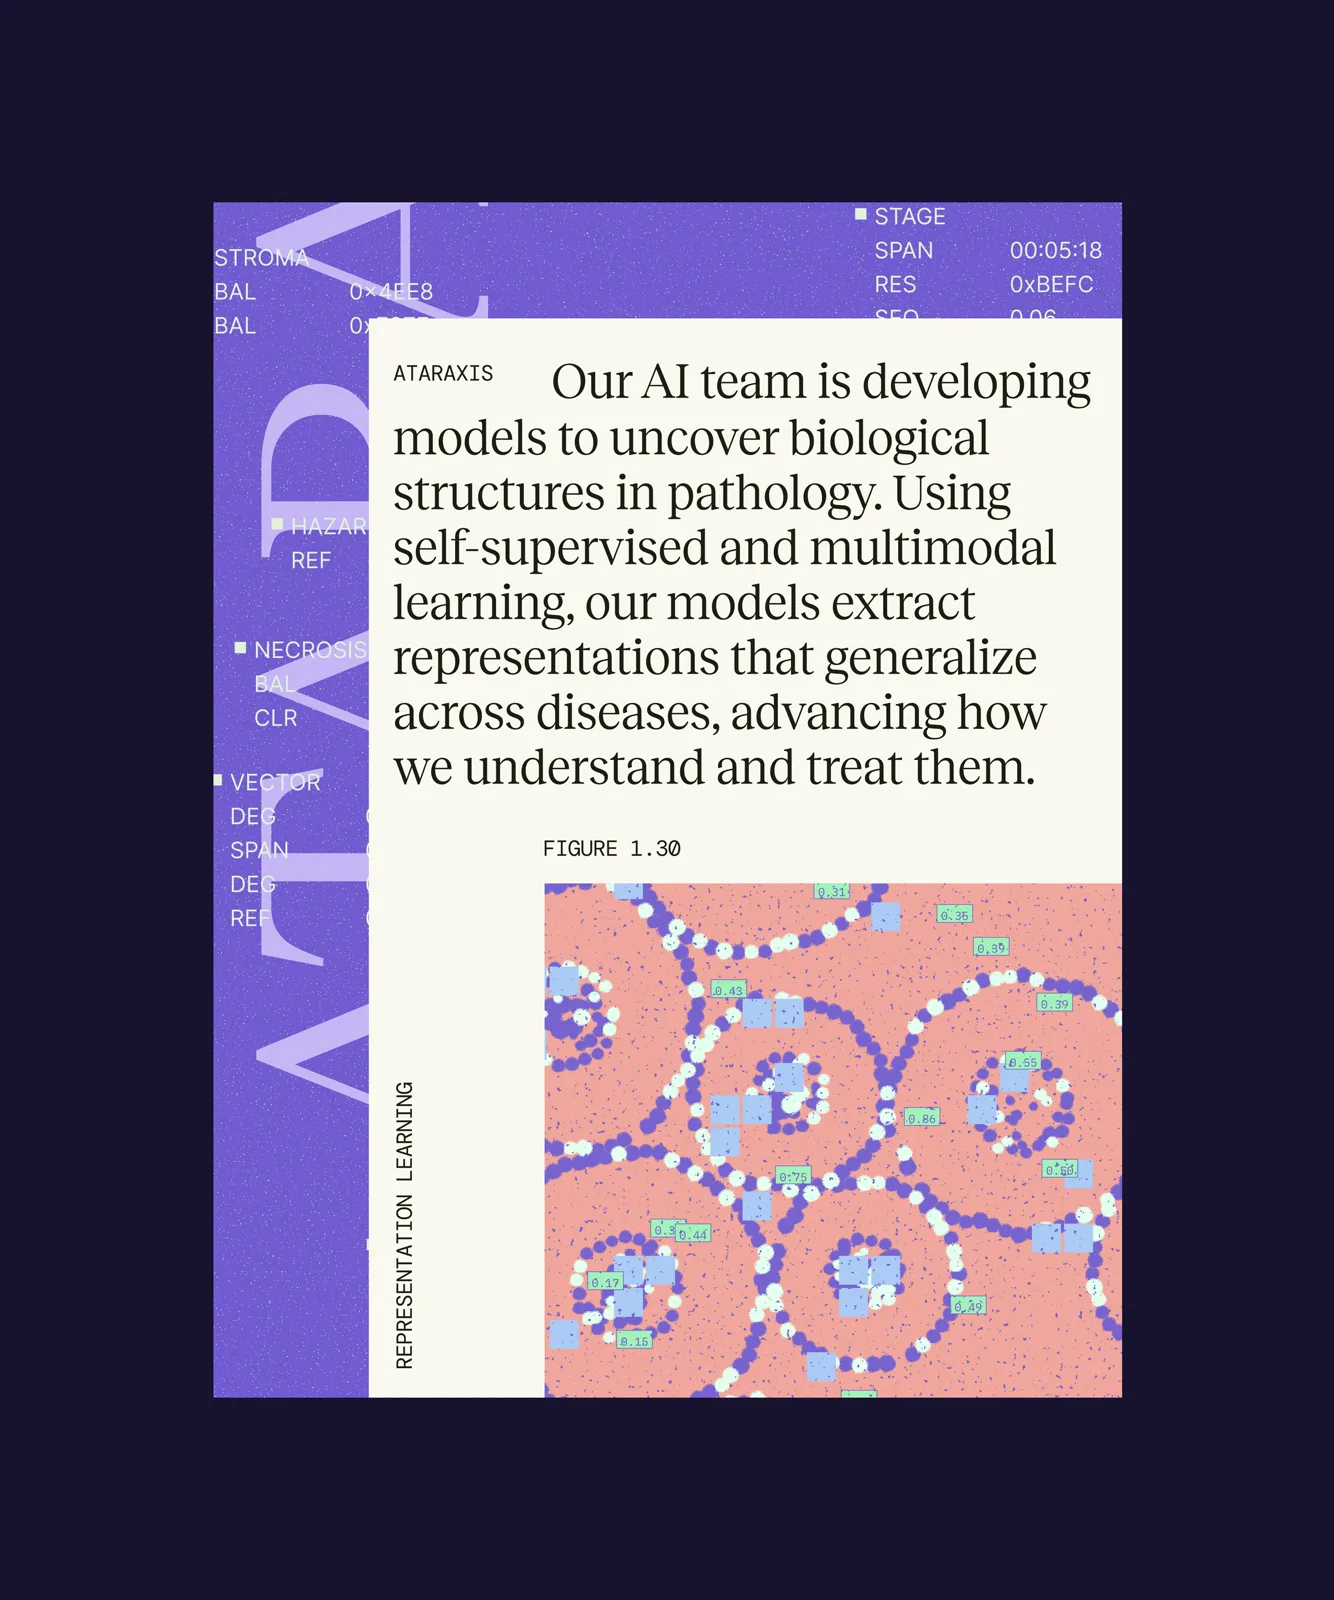 STAGE
SPAN 00:05:18
RES 0xBEFC
SEQ 0.06
STROMA
BAL 0x4EE8
BAL
HAZAR
REF
NECROSIS
BAL
CLR
VECTOR
DEG
SPAN
DEG
REF
ATARAXIS
Our AI team is developing
models to uncover biological
structures in pathology. Using
self-supervised and multimodal
learning, our models extract
representations that generalize
across diseases, advancing how
we understand and treat them.
FIGURE 1.30
REPRESENTATION LEARNING
0.31
0.35
0.39
0.43
0.39
0.55
0.86
0.75
0.44
0.17
0.49
0.15